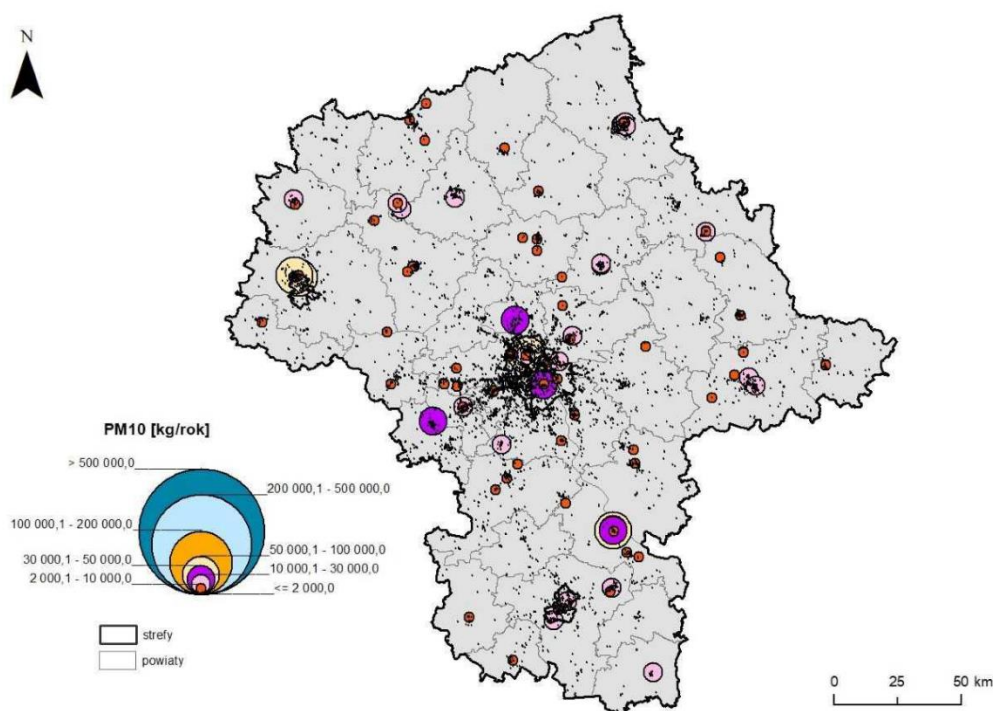 N
PM10 [kg/rok]
> 500 000,0
200 000,1 - 500 000,0
100 000,1 - 200 000,0
50 000,1 - 100 000,0
30 000,1 - 50 000,0
10 000,1 - 30 000,0
2 000,1 - 10 000,0
<= 2 000,0
strefy
powiaty
0 25 50 km